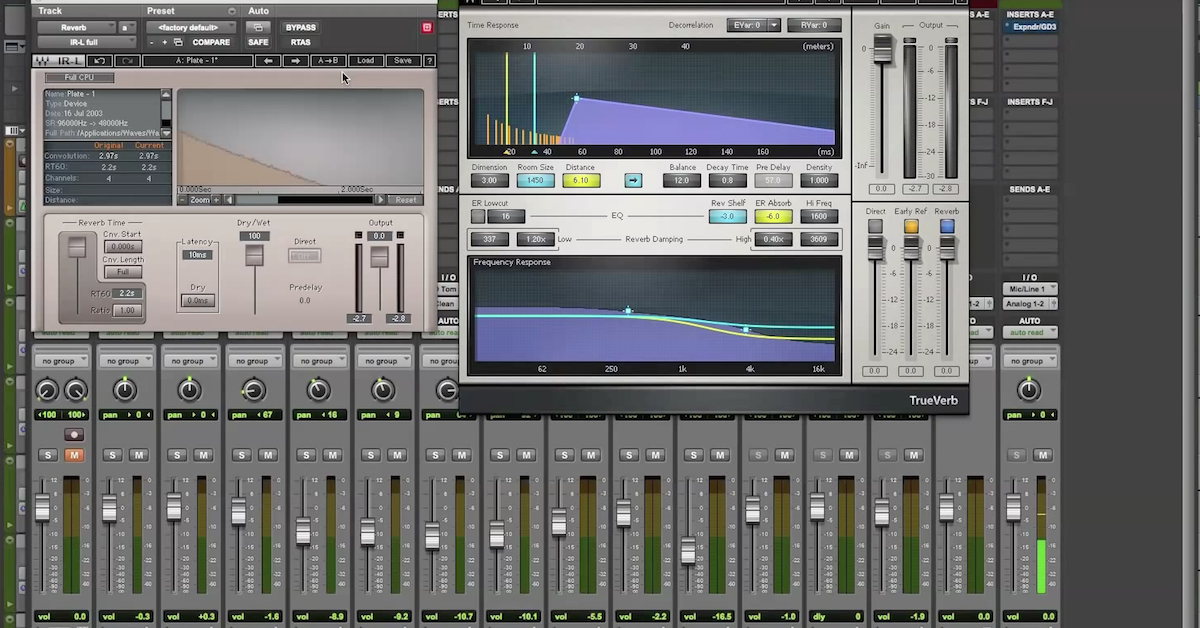 Track Preset Auto
Reverb a <factory default> BYPASS
IR-L full - + COMPARE SAFE RTAS
IR-L A: Plate - 1* A→B Load Save ?
Full CPU
Name: Plate - 1
Type: Device
Date: 16 Jul 2003
SR: 96000Hz -> 48000Hz
Full Path: /Applications/Waves/Wa
Original Current
Convolution: 2.97s 2.97s
RT60: 2.2s 2.2s
Channels: 4 4
Size:
Distance:
0.000Sec 2.000Sec
- Zoom + Reset
Reverb Time
Cnv. Start
0.000s
Cnv. Length
Full
RT60 2.2s
Ratio 1.00
Latency
10ms
Dry
0.0ms
Dry/Wet
100
Direct
Predelay
0.0
Output
0.0
-2.7 -2.8
Time Response Decorrelation EVar: 0 RVar: 0
10 20 30 40 (meters)
20 40 60 80 100 120 140 160 (ms)
Dimension Room Size Distance Balance Decay Time Pre Delay Density
3.00 1450 6.10 12.0 0.8 57.0 1.000
ER Lowcut EQ Rev Shelf ER Absorb Hi Freq
16 -3.0 -6.0 1600
337 1.20x Low Reverb Damping High 0.40x 3609
Frequency Response
62 250 1k 4k 16k
Gain Output
0 0
-6
-12
-18
-24
-Inf -30
0.0 -2.7 -2.8
Direct Early Ref Reverb
0 0 0
-6 -6
-12 -12
-18 -18
-24 -24
0.0 0.0 0.0
TrueVerb
INSERTS A-E
Expndr/GD3
INSERTS F-J
SENDS A-E
I/O
Mic/Line 1
Analog 1-2
AUTO
auto read
no group
pan 0
S M
no group no group no group no group no group no group
100 100 pan 0 pan 0 pan 67 pan 16 pan 9 pan
S M S M S M S M S M S M S M S M S M S M S M S M S M S M
vol 0.0 vol -0.3 vol +0.3 vol -1.6 vol -8.9 vol -9.2 vol -10.7 vol -10.1 vol -5.5 vol -2.2 vol -16.5 vol -1.0 dly 0 vol -1.9 vol 0.0 vol 0.0